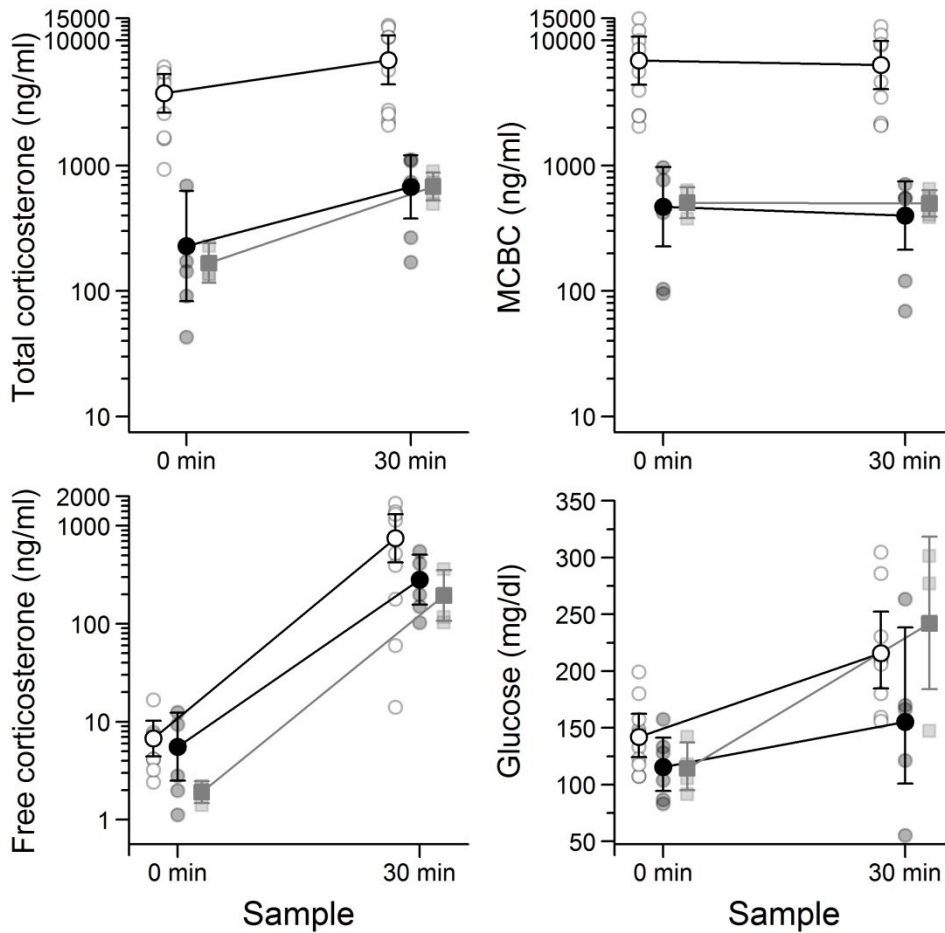 Total corticosterone (ng/ml)
15000
10000
1000
100
10
0 min 30 min
MCBC (ng/ml)
15000
10000
1000
100
10
0 min 30 min
Free corticosterone (ng/ml)
2000
1000
100
10
1
0 min 30 min
Sample
Glucose (mg/dl)
350
300
250
200
150
100
50
0 min 30 min
Sample